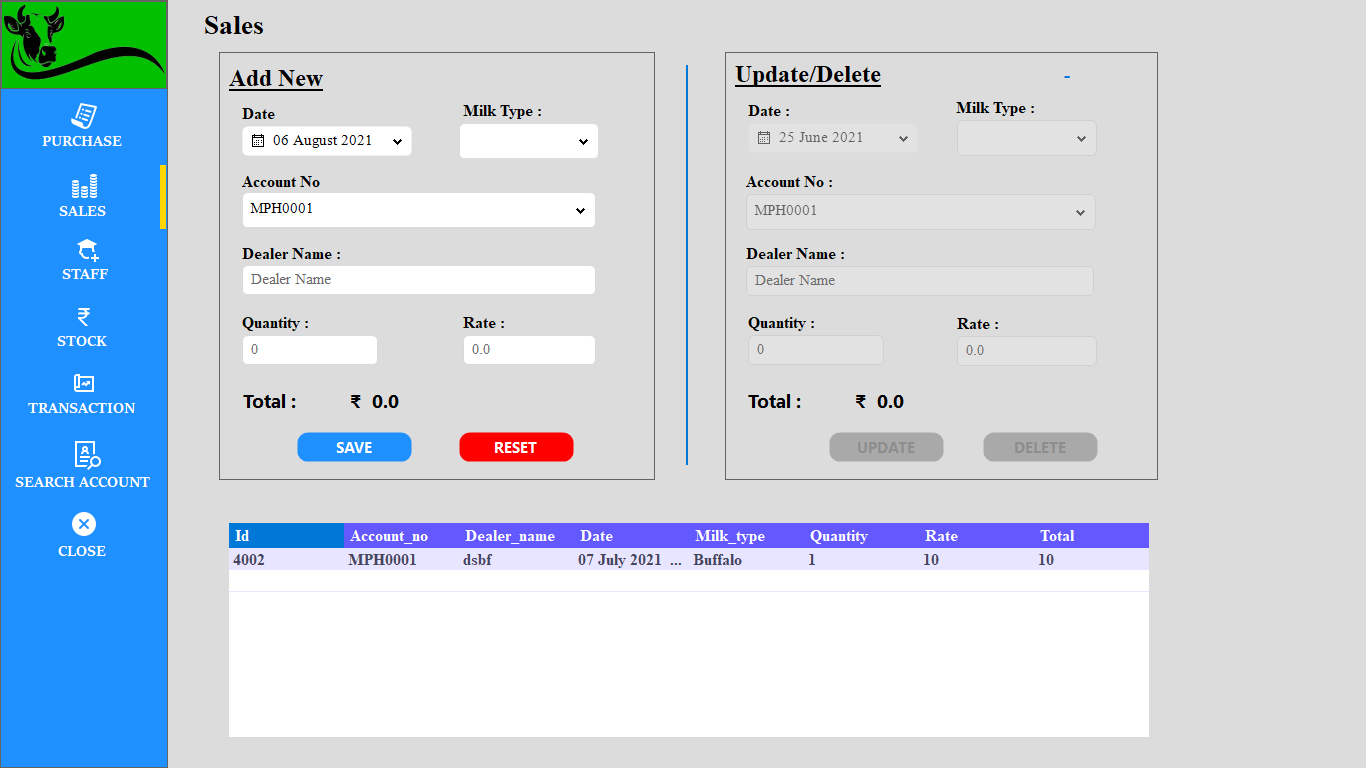 Sales
PURCHASE
SALES
STAFF
STOCK
TRANSACTION
SEARCH ACCOUNT
CLOSE
Add New
Date
Milk Type :
06 August 2021
Account No
MPH0001
Dealer Name :
Dealer Name
Quantity :
Rate :
0
0.0
Total :
₹ 0.0
SAVE
RESET
Update/Delete
-
Date :
Milk Type :
25 June 2021
Account No :
MPH0001
Dealer Name :
Dealer Name
Quantity :
Rate :
0
0.0
Total :
₹ 0.0
UPDATE
DELETE
Id Account_no Dealer_name Date Milk_type Quantity Rate Total
4002 MPH0001 dsbf 07 July 2021 ... Buffalo 1 10 10